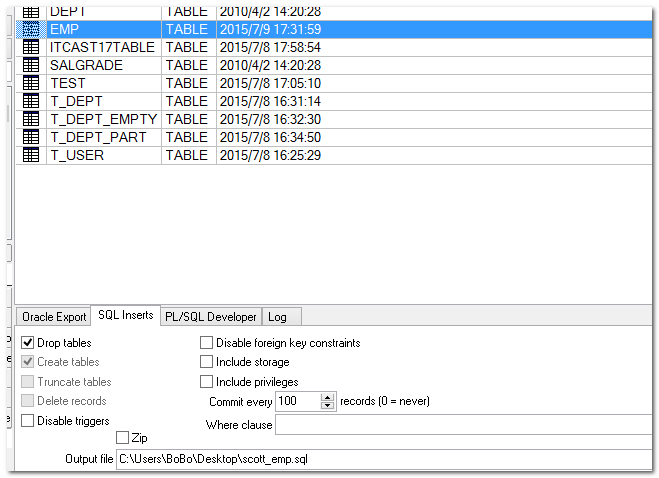 DEPT TABLE 2010/4/2 14:20:28
EMP TABLE 2015/7/9 17:31:59
ITCAST17TABLE TABLE 2015/7/8 17:58:54
SALGRADE TABLE 2010/4/2 14:20:28
TEST TABLE 2015/7/8 17:05:10
T_DEPT TABLE 2015/7/8 16:31:14
T_DEPT_EMPTY TABLE 2015/7/8 16:32:30
T_DEPT_PART TABLE 2015/7/8 16:34:50
T_USER TABLE 2015/7/8 16:25:29
Oracle Export SQL Inserts PL/SQL Developer Log
Drop tables Disable foreign key constraints
Create tables Include storage
Truncate tables Include privileges
Delete records Commit every 100 records (0 = never)
Disable triggers Where clause
Zip
Output file C:\Users\BoBo\Desktop\scott_emp.sql